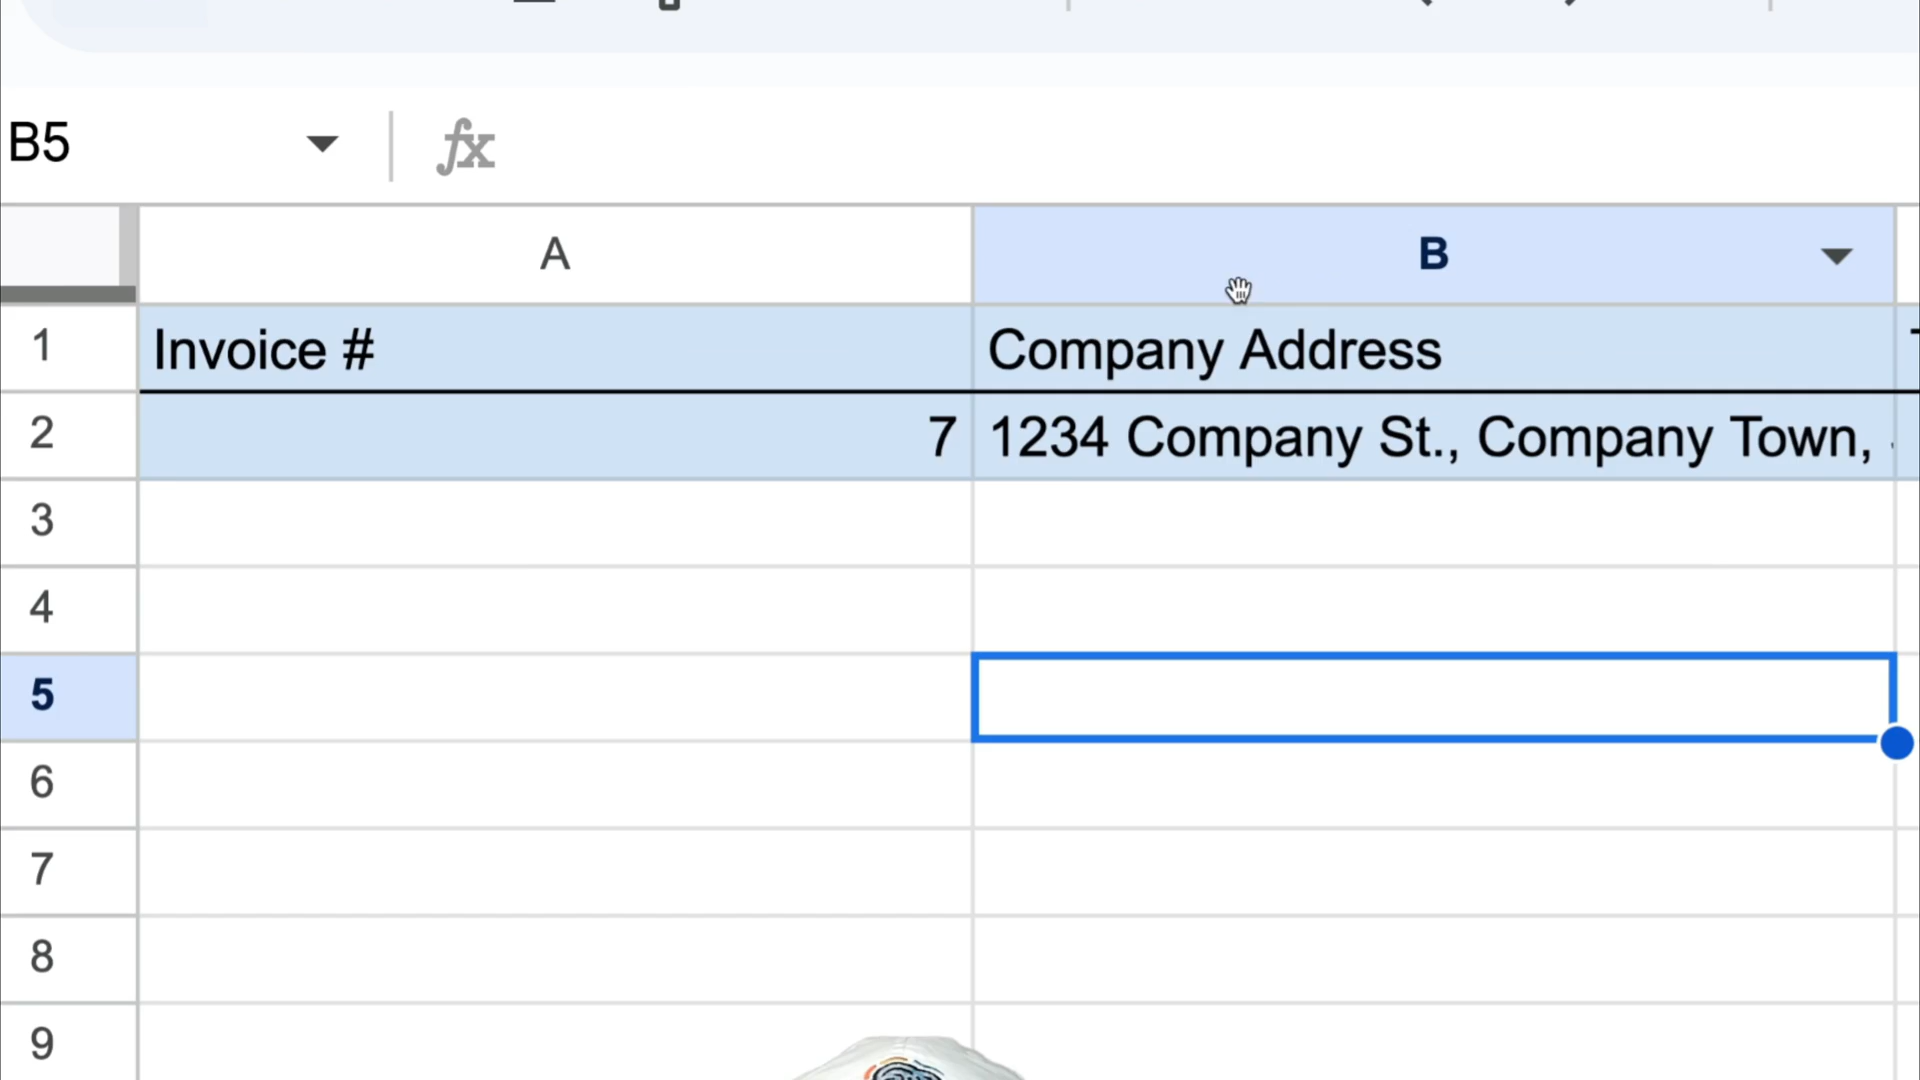 B5 fx
A B
1 Invoice # Company Address
2 7 1234 Company St., Company Town,
3
4
5
6
7
8
9